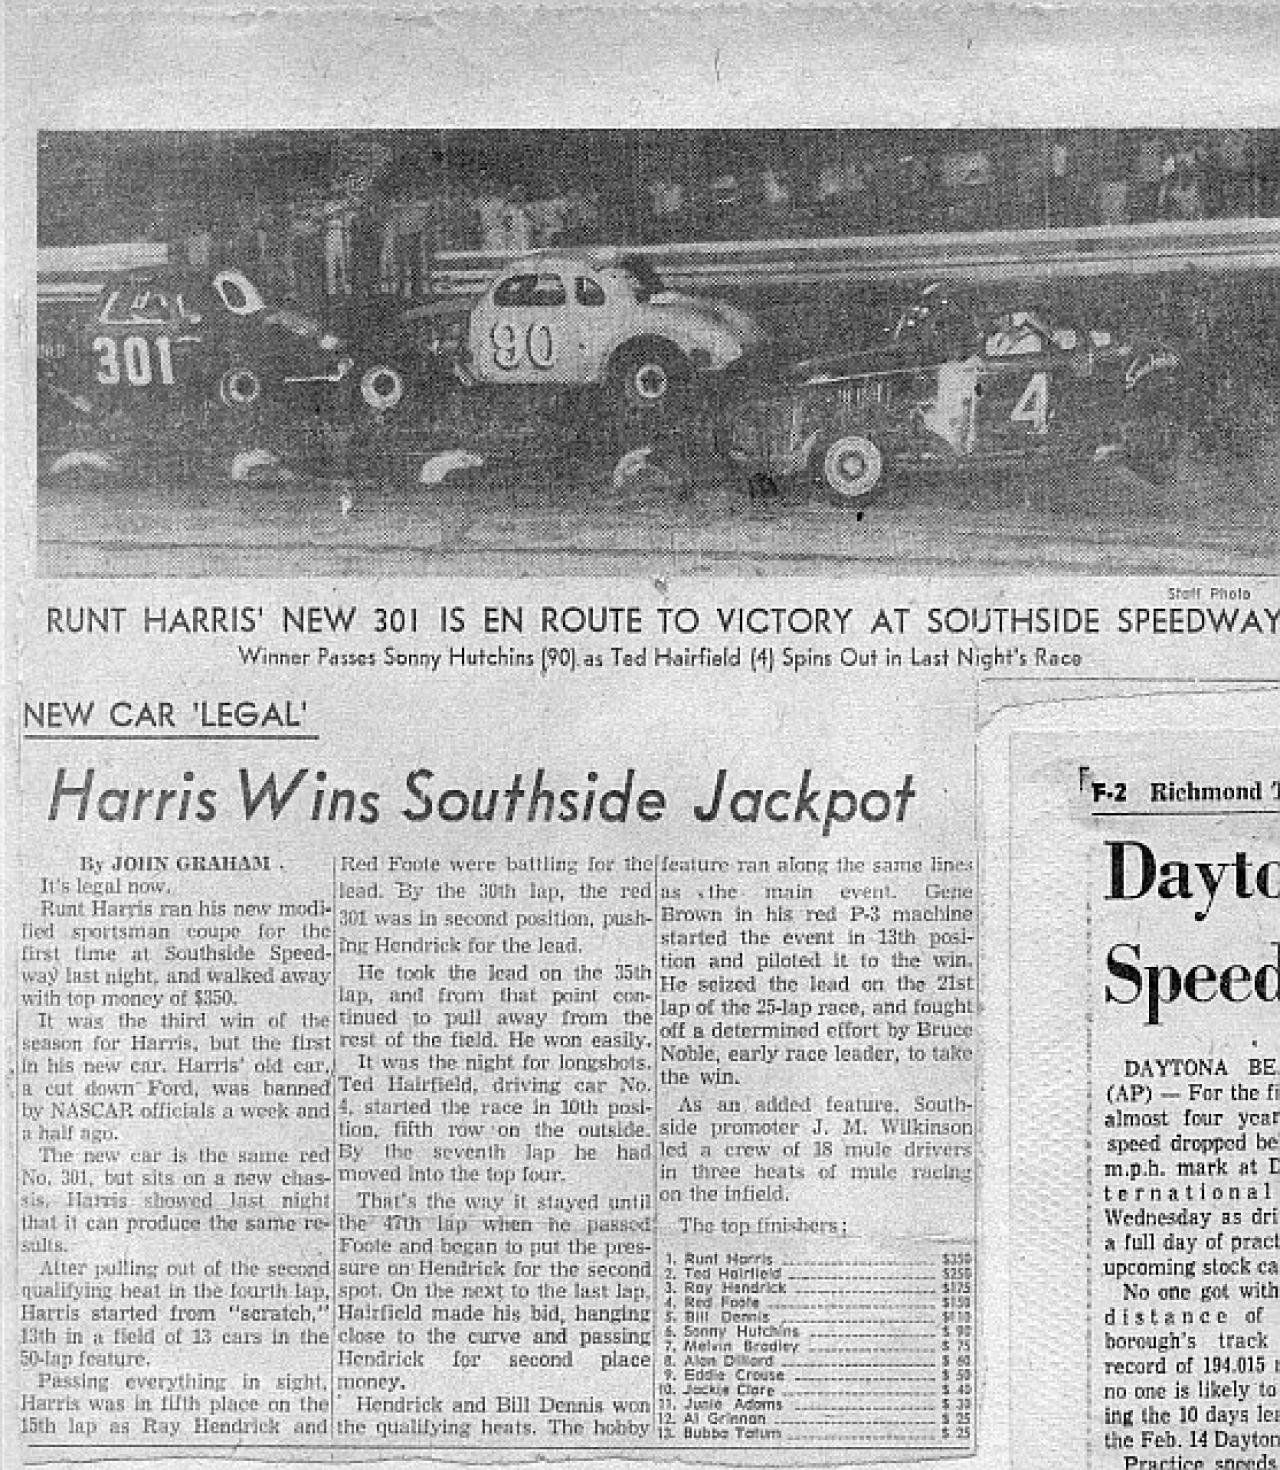 301
90
4
Staff Photo
RUNT HARRIS' NEW 301 IS EN ROUTE TO VICTORY AT SOUTHSIDE SPEEDWAY
Winner Passes Sonny Hutchins (90) as Ted Hairfield (4) Spins Out in Last Night's Race
NEW CAR 'LEGAL'
Harris Wins Southside Jackpot
By JOHN GRAHAM
It's legal now.
Runt Harris ran his new modi-
fied sportsman coupe for the
first time at Southside Speed-
way last night, and walked away
with top money of $350.
It was the third win of the
season for Harris, but the first
in his new car. Harris' old car,
a cut down Ford, was banned
by NASCAR officials a week and
a half ago.
The new car is the same red
No. 301, but sits on a new chas-
sis. Harris showed last night
that it can produce the same re-
sults.
After pulling out of the second
qualifying heat in the fourth lap,
Harris started from "scratch,"
13th in a field of 13 cars in the
50-lap feature.
Passing everything in sight,
Harris was in fifth place on the
15th lap as Ray Hendrick and
Red Foote were battling for the
lead. By the 30th lap, the red
301 was in second position, push-
ing Hendrick for the lead.
He took the lead on the 35th
lap, and from that point con-
tinued to pull away from the
rest of the field. He won easily.
It was the night for longshots.
Ted Hairfield, driving car No.
4, started the race in 10th posi-
tion, fifth row on the outside.
By the seventh lap he had
moved into the top four.
That's the way it stayed until
the 47th lap when he passed
Foote and began to put the pres-
sure on Hendrick for the second
spot. On the next to the last lap,
Hairfield made his bid, hanging
close to the curve and passing
Hendrick for second place
money.
Hendrick and Bill Dennis won
the qualifying heats. The hobby
feature ran along the same lines
as the main event. Gene
Brown in his red P-3 machine
started the event in 13th posi-
tion and piloted it to the win.
He seized the lead on the 21st
lap of the 25-lap race, and fought
off a determined effort by Bruce
Noble, early race leader, to take
the win.
As an added feature, South-
side promoter J. M. Wilkinson
led a crew of 18 mule drivers
in three heats of mule racing
on the infield.
The top finishers:
1. Runt Harris $350
2. Ted Hairfield $250
3. Ray Hendrick $175
4. Red Foote $150
5. Bill Dennis $110
6. Sonny Hutchins $ 90
7. Melvin Bradley $ 75
8. Alan Dillard $ 60
9. Eddie Crouse $ 50
10. Jackie Clare $ 40
11. Junie Adams $ 30
12. Al Grinnan $ 25
13. Bubba Tatum $ 25
F-2 Richmond T
Dayto
Speed
DAYTONA BE
(AP) — For the fi
almost four year
speed dropped be
m.p.h. mark at D
ternational
Wednesday as dri
a full day of pract
upcoming stock ca
No one got with
distance of
borough's track
record of 194.015
no one is likely to
ing the 10 days lea
the Feb. 14 Dayton
Practice speeds